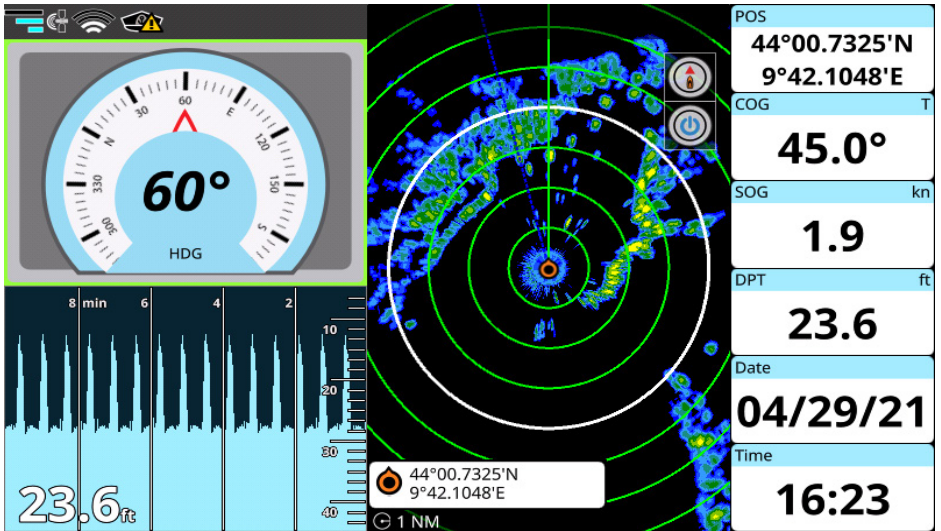 POS
44°00.7325'N
9°42.1048'E
COG T
45.0°
SOG kn
1.9
DPT ft
23.6
Date
04/29/21
Time
16:23
300
330
N
30
60
E
120
150
S
60°
HDG
8 min 6 4 2
10
20
30
40
23.6 ft
44°00.7325'N
9°42.1048'E
1 NM